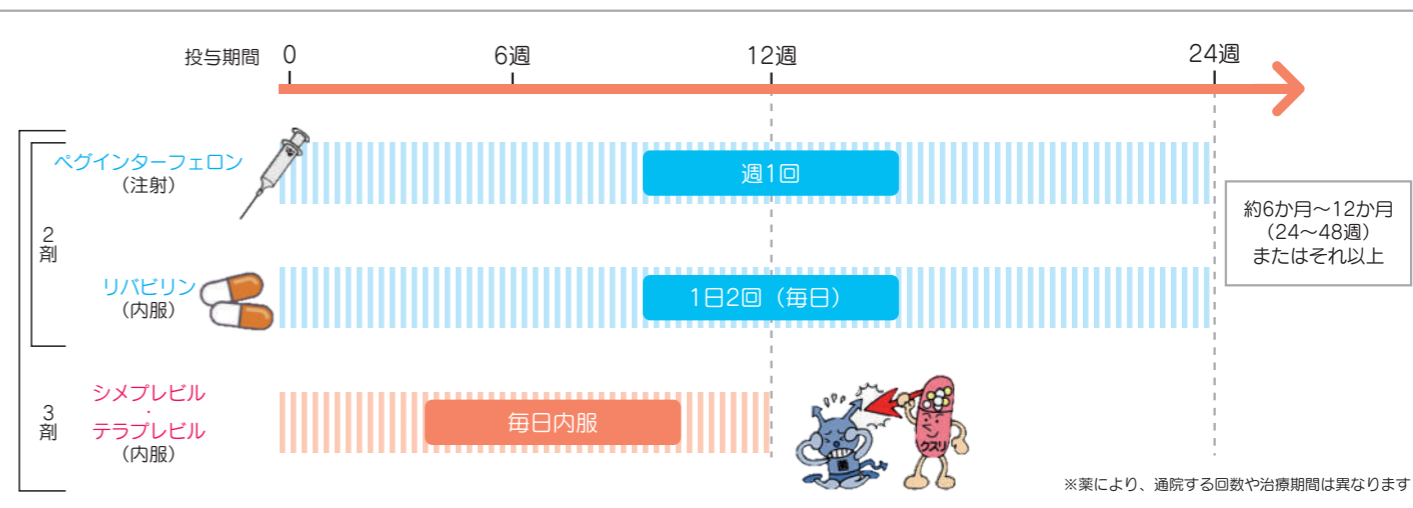 投与期間 0 6週 12週 24週
ペグインターフェロン
（注射）
週1回
2剤
リバビリン
（内服）
1日2回（毎日）
約6か月～12か月
（24～48週）
またはそれ以上
3剤
シメプレビル
・
テラプレビル
（内服）
毎日内服
菌
クスリ
※薬により、通院する回数や治療期間は異なります